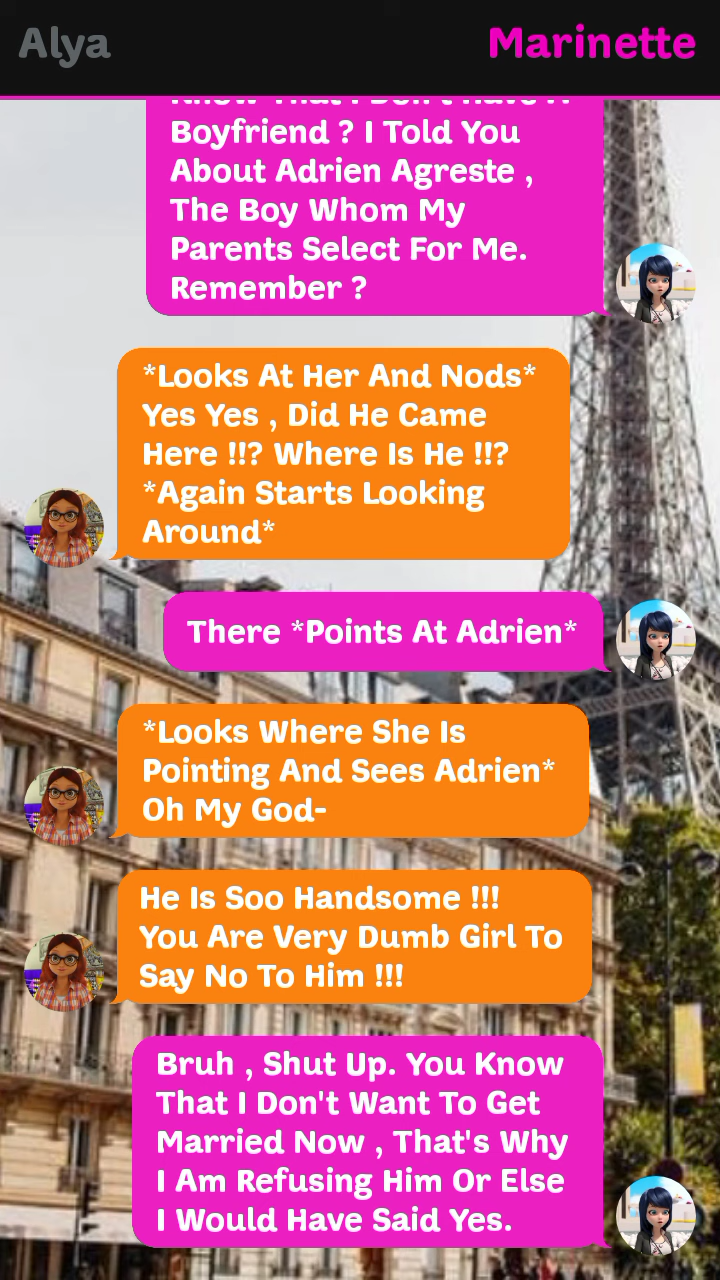 Alya
Marinette
Boyfriend ? I Told You
About Adrien Agreste ,
The Boy Whom My
Parents Select For Me.
Remember ?
*Looks At Her And Nods*
Yes Yes , Did He Came
Here !!? Where Is He !!?
*Again Starts Looking
Around*
There *Points At Adrien*
*Looks Where She Is
Pointing And Sees Adrien*
Oh My God-
He Is Soo Handsome !!!
You Are Very Dumb Girl To
Say No To Him !!!
Bruh , Shut Up. You Know
That I Don't Want To Get
Married Now , That's Why
I Am Refusing Him Or Else
I Would Have Said Yes.